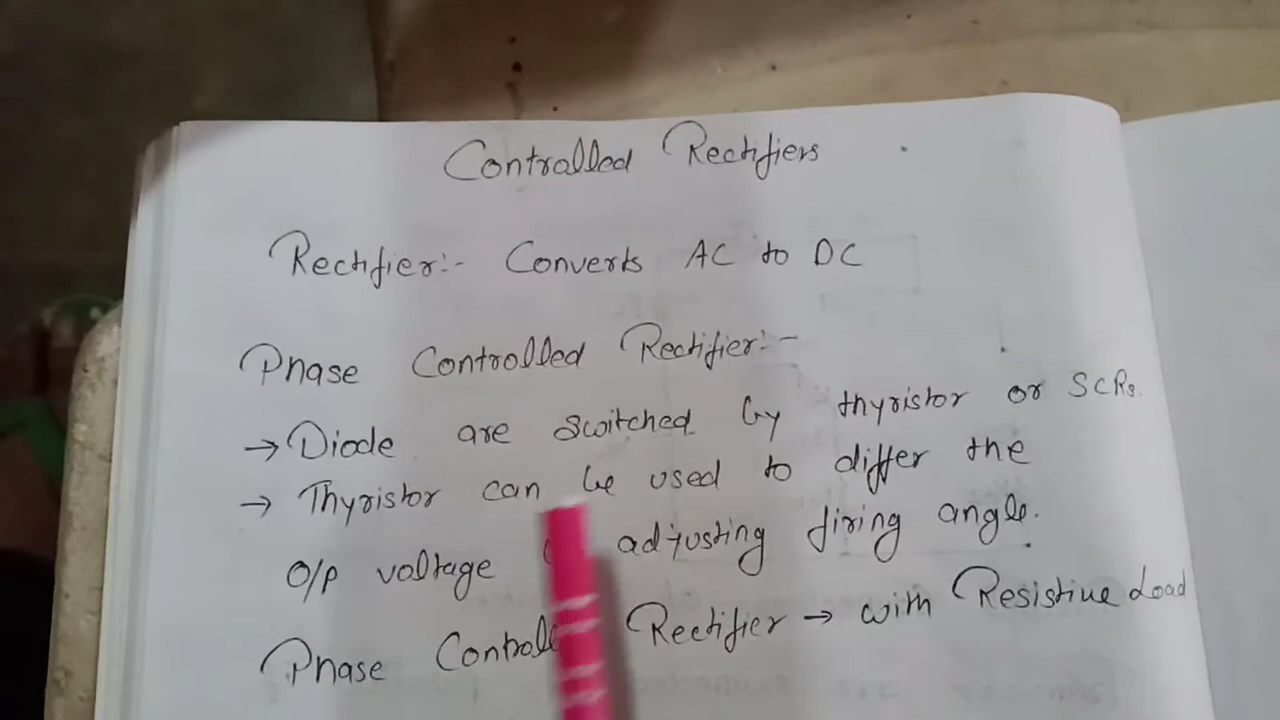 Controlled Rectifiers
Rectifier:- Converts AC to DC
Phase Controlled Rectifier:-
→ Diode are switched by thyristor or SCRs.
→ Thyristor can be used to differ the
O/P voltage adjusting firing angle.
Phase Controll Rectifier → with Resistive Load